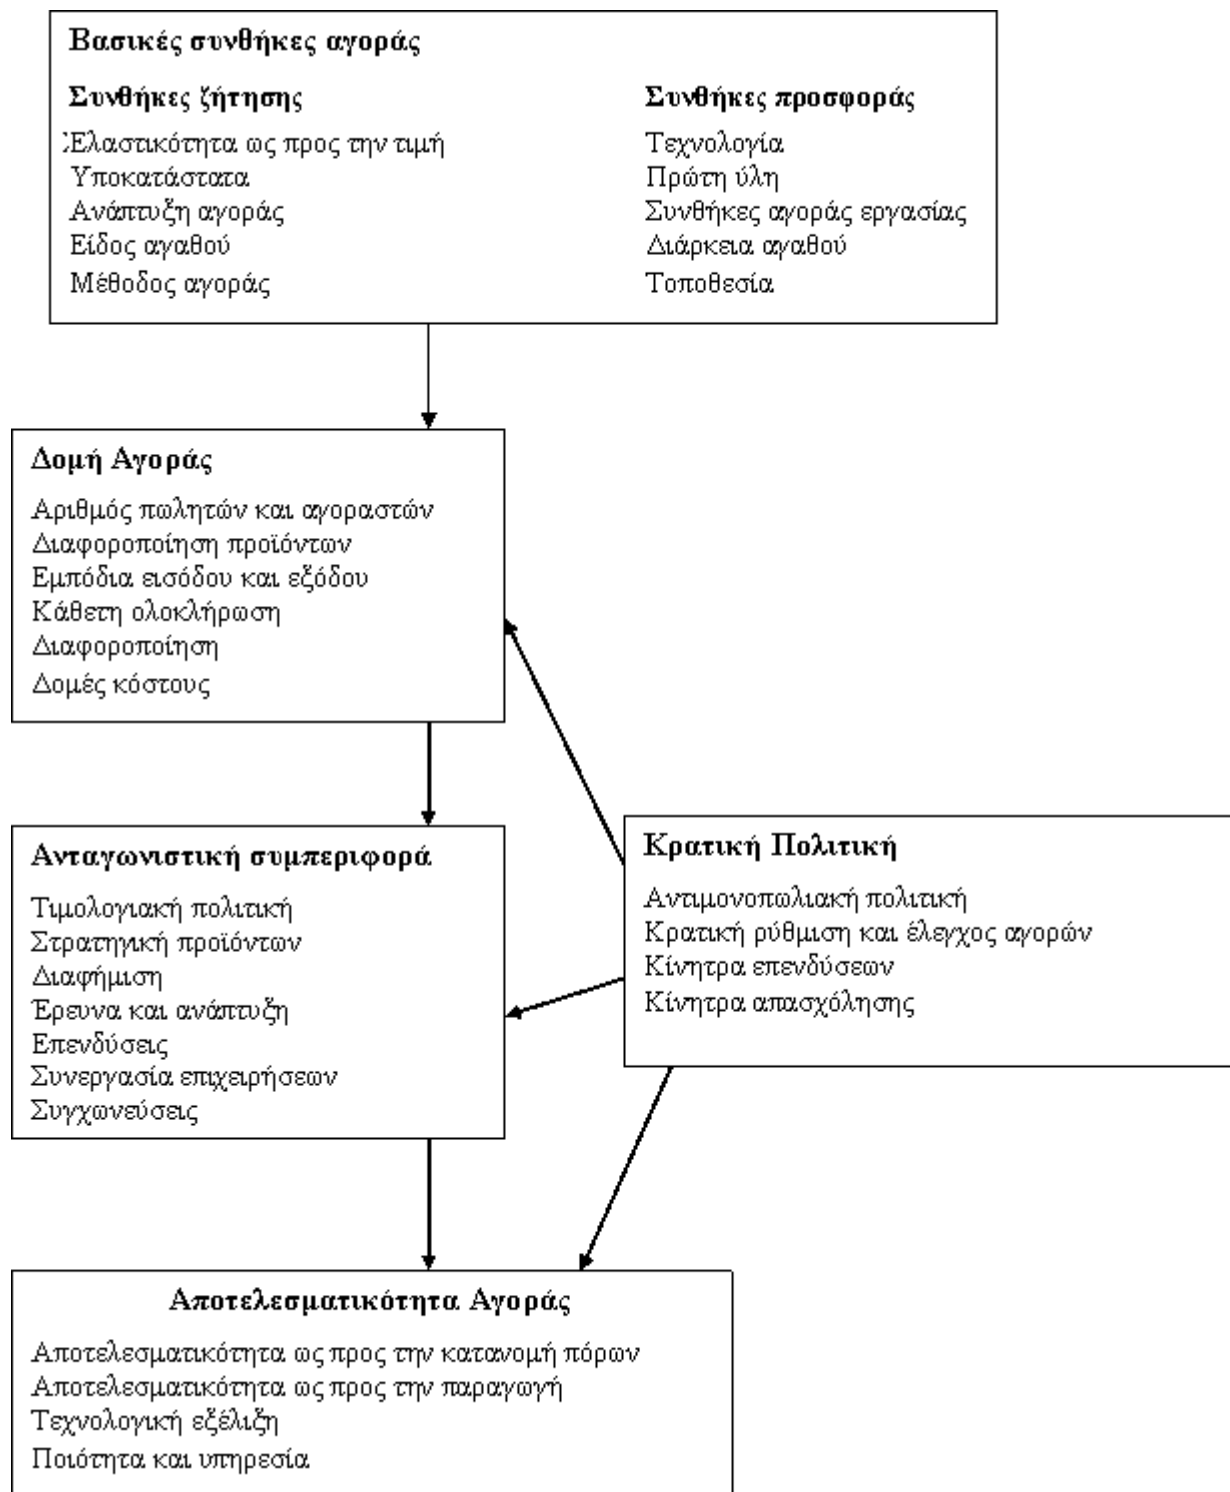 Βασικές συνθήκες αγοράς
Συνθήκες ζήτησης
Ελαστικότητα ως προς την τιμή
Υποκατάστατα
Ανάπτυξη αγοράς
Είδος αγαθού
Μέθοδος αγοράς
Συνθήκες προσφοράς
Τεχνολογία
Πρώτη ύλη
Συνθήκες αγοράς εργασίας
Διάρκεια αγαθού
Τοποθεσία
Δομή Αγοράς
Αριθμός πωλητών και αγοραστών
Διαφοροποίηση προϊόντων
Εμπόδια εισόδου και εξόδου
Κάθετη ολοκλήρωση
Διαφοροποίηση
Δομές κόστους
Ανταγωνιστική συμπεριφορά
Τιμολογιακή πολιτική
Στρατηγική προϊόντων
Διαφήμιση
Έρευνα και ανάπτυξη
Επενδύσεις
Συνεργασία επιχειρήσεων
Συγχωνεύσεις
Κρατική Πολιτική
Αντιμονοπωλιακή πολιτική
Κρατική ρύθμιση και έλεγχος αγορών
Κίνητρα επενδύσεων
Κίνητρα απασχόλησης
Αποτελεσματικότητα Αγοράς
Αποτελεσματικότητα ως προς την κατανομή πόρων
Αποτελεσματικότητα ως προς την παραγωγή
Τεχνολογική εξέλιξη
Ποιότητα και υπηρεσία